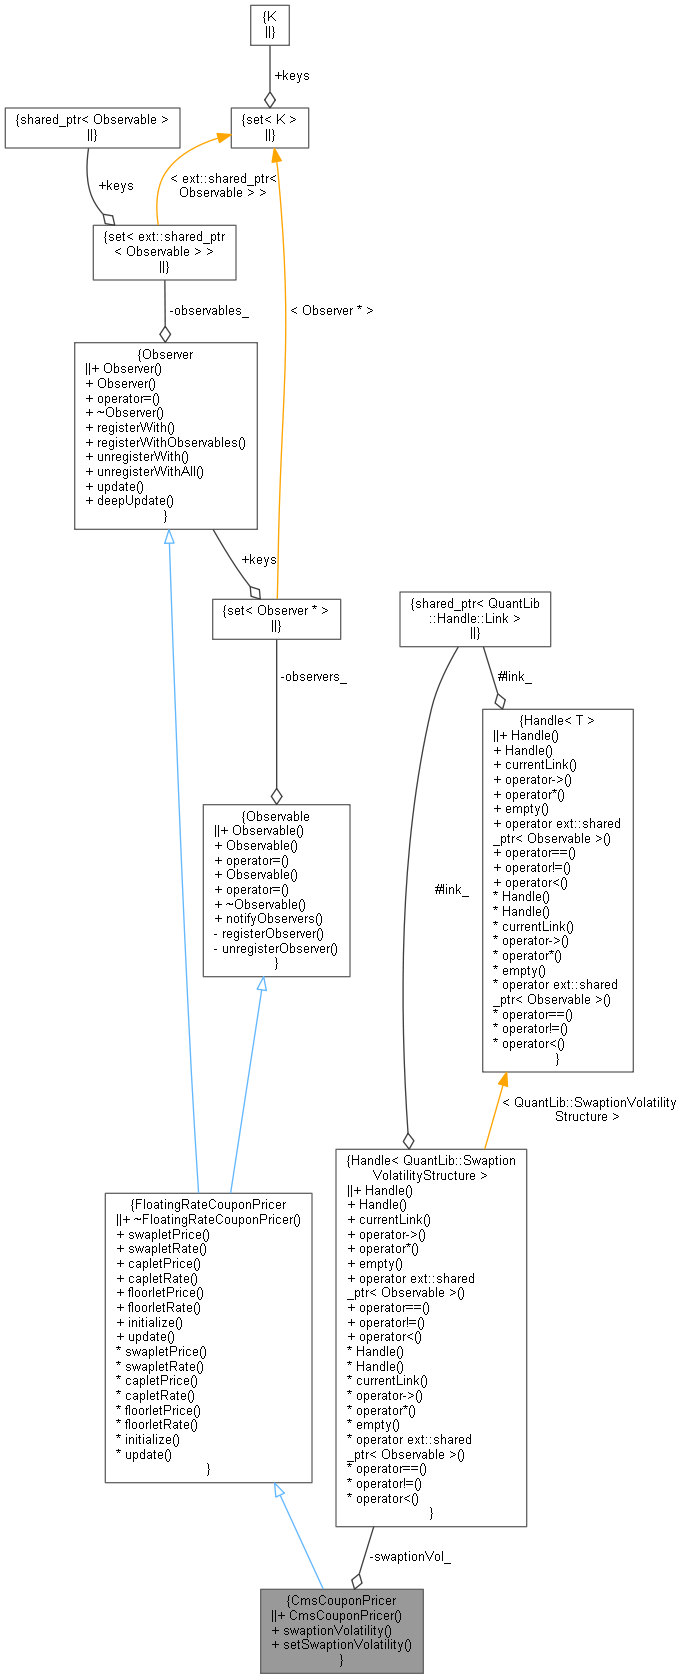 {K
||}
+keys
{shared_ptr< Observable >
||}
{set< K >
||}
+keys
< ext::shared_ptr<
Observable > >
{set< ext::shared_ptr
< Observable > >
||}
-observables_
< Observer * >
{Observer
||+ Observer()
+ Observer()
+ operator=()
+ ~Observer()
+ registerWith()
+ registerWithObservables()
+ unregisterWith()
+ unregisterWithAll()
+ update()
+ deepUpdate()
}
+keys
{set< Observer * >
||}
{shared_ptr< QuantLib
::Handle::Link >
||}
-observers_
#link_
{Handle< T >
||+ Handle()
+ Handle()
+ currentLink()
+ operator->()
+ operator*()
+ empty()
+ operator ext::shared
_ptr< Observable >()
+ operator==()
+ operator!=()
+ operator<()
* Handle()
* Handle()
* currentLink()
* operator->()
* operator*()
* empty()
* operator ext::shared
_ptr< Observable >()
* operator==()
* operator!=()
* operator<()
}
{Observable
||+ Observable()
+ Observable()
+ operator=()
+ Observable()
+ operator=()
+ ~Observable()
+ notifyObservers()
- registerObserver()
- unregisterObserver()
}
#link_
< QuantLib::SwaptionVolatility
Structure >
{FloatingRateCouponPricer
||+ ~FloatingRateCouponPricer()
+ swapletPrice()
+ swapletRate()
+ capletPrice()
+ capletRate()
+ floorletPrice()
+ floorletRate()
+ initialize()
+ update()
* swapletPrice()
* swapletRate()
* capletPrice()
* capletRate()
* floorletPrice()
* floorletRate()
* initialize()
* update()
}
{Handle< QuantLib::Swaption
VolatilityStructure >
||+ Handle()
+ Handle()
+ currentLink()
+ operator->()
+ operator*()
+ empty()
+ operator ext::shared
_ptr< Observable >()
+ operator==()
+ operator!=()
+ operator<()
* Handle()
* Handle()
* currentLink()
* operator->()
* operator*()
* empty()
* operator ext::shared
_ptr< Observable >()
* operator==()
* operator!=()
* operator<()
}
-swaptionVol_
{CmsCouponPricer
||+ CmsCouponPricer()
+ swaptionVolatility()
+ setSwaptionVolatility()
}